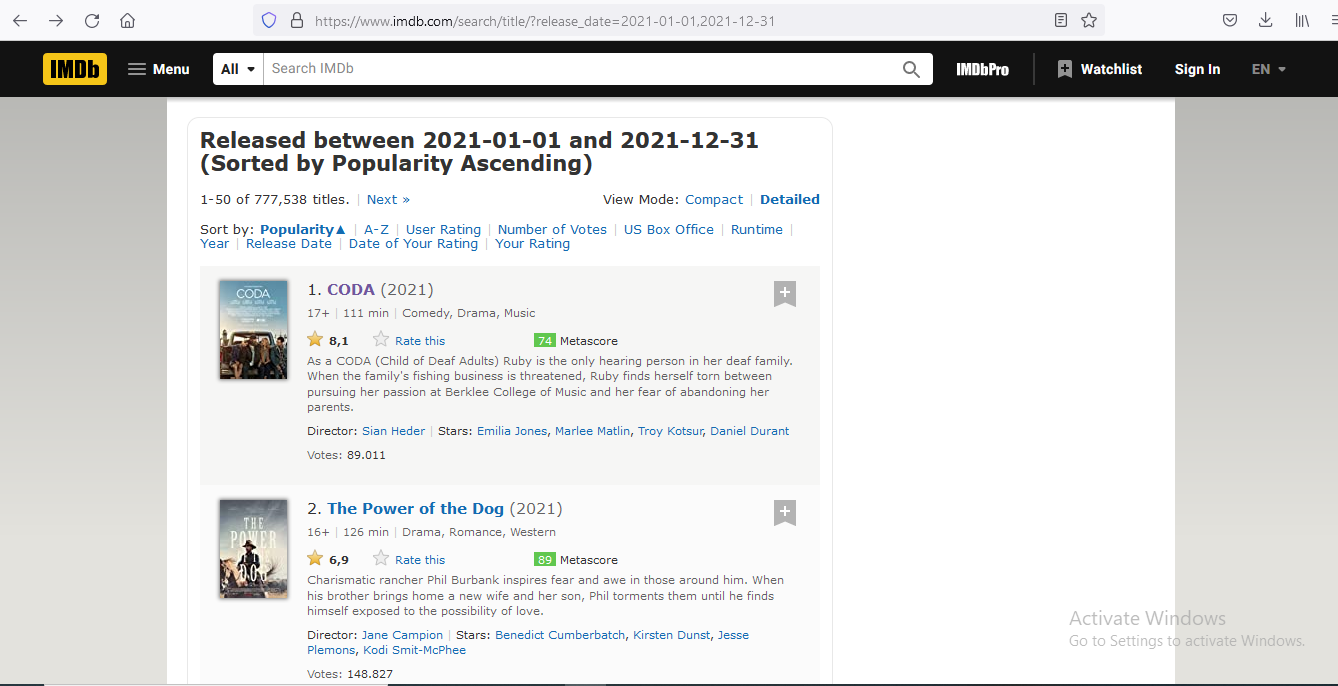 https://www.imdb.com/search/title/?release_date=2021-01-01,2021-12-31
IMDb Menu All Search IMDb IMDbPro Watchlist Sign In EN
Released between 2021-01-01 and 2021-12-31
(Sorted by Popularity Ascending)
1-50 of 777,538 titles. | Next » View Mode: Compact | Detailed
Sort by: Popularity▲ | A-Z | User Rating | Number of Votes | US Box Office | Runtime |
Year | Release Date | Date of Your Rating | Your Rating
CODA
1. CODA (2021)
17+ | 111 min | Comedy, Drama, Music
8,1 Rate this 74 Metascore
As a CODA (Child of Deaf Adults) Ruby is the only hearing person in her deaf family.
When the family's fishing business is threatened, Ruby finds herself torn between
pursuing her passion at Berklee College of Music and her fear of abandoning her
parents.
Director: Sian Heder | Stars: Emilia Jones, Marlee Matlin, Troy Kotsur, Daniel Durant
Votes: 89.011
THE
POWER
DOG
2. The Power of the Dog (2021)
16+ | 126 min | Drama, Romance, Western
6,9 Rate this 89 Metascore
Charismatic rancher Phil Burbank inspires fear and awe in those around him. When
his brother brings home a new wife and her son, Phil torments them until he finds
himself exposed to the possibility of love.
Director: Jane Campion | Stars: Benedict Cumberbatch, Kirsten Dunst, Jesse
Plemons, Kodi Smit-McPhee
Votes: 148.827
Activate Windows
Go to Settings to activate Windows.